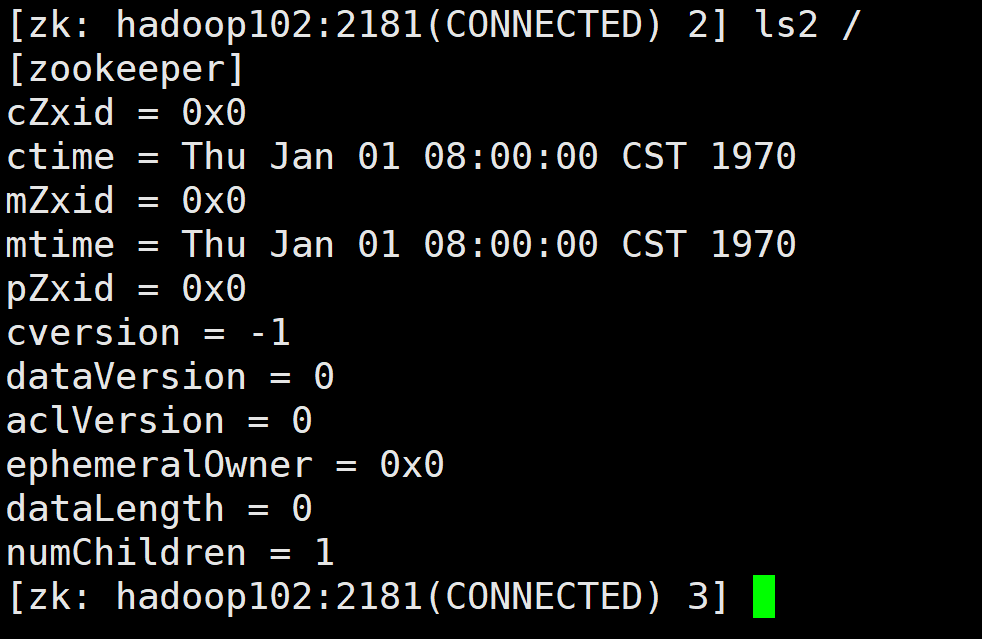 [zk: hadoop102:2181(CONNECTED) 2] ls2 /
[zookeeper]
cZxid = 0x0
ctime = Thu Jan 01 08:00:00 CST 1970
mZxid = 0x0
mtime = Thu Jan 01 08:00:00 CST 1970
pZxid = 0x0
cversion = -1
dataVersion = 0
aclVersion = 0
ephemeralOwner = 0x0
dataLength = 0
numChildren = 1
[zk: hadoop102:2181(CONNECTED) 3]